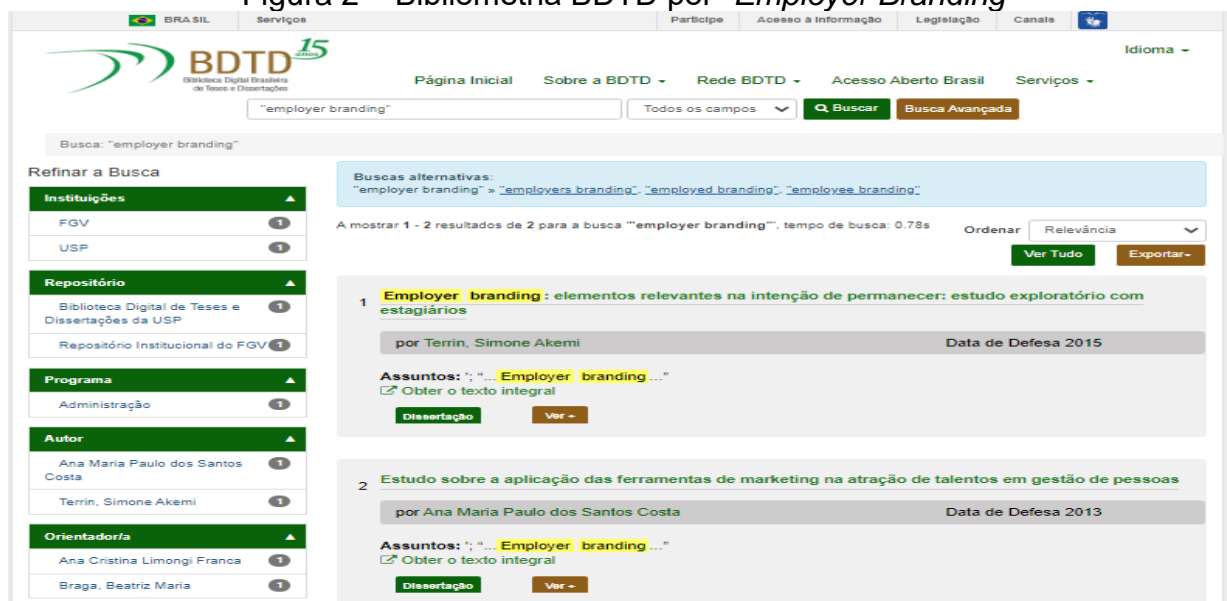 Figura 2 – Bibliometria BDTD por "Employer Branding"
BRASIL Serviços Participe Acesso à informação Legislação Canais
BDTD 15 anos
Biblioteca Digital Brasileira
de Teses e Dissertações
Idioma
Página Inicial Sobre a BDTD Rede BDTD Acesso Aberto Brasil Serviços
"employer branding" Todos os campos Buscar Busca Avançada
Busca: "employer branding"
Refinar a Busca
Instituições
FGV 1
USP 1
Repositório
Biblioteca Digital de Teses e 1
Dissertações da USP
Repositório Institucional do FGV 1
Programa
Administração 1
Autor
Ana Maria Paulo dos Santos 1
Costa
Terrin, Simone Akemi 1
Orientador/a
Ana Cristina Limongi Franca 1
Braga, Beatriz Maria 1
Buscas alternativas:
"employer branding" » "employers branding", "employed branding", "employee branding"
A mostrar 1 - 2 resultados de 2 para a busca '"employer branding"', tempo de busca: 0.78s
Ordenar Relevância
Ver Tudo Exportar
1 Employer branding : elementos relevantes na intenção de permanecer: estudo exploratório com
estagiários
por Terrin, Simone Akemi Data de Defesa 2015
Assuntos: '; "... Employer branding ..."
Obter o texto integral
Dissertação Ver
2 Estudo sobre a aplicação das ferramentas de marketing na atração de talentos em gestão de pessoas
por Ana Maria Paulo dos Santos Costa Data de Defesa 2013
Assuntos: '; "... Employer branding ..."
Obter o texto integral
Dissertação Ver